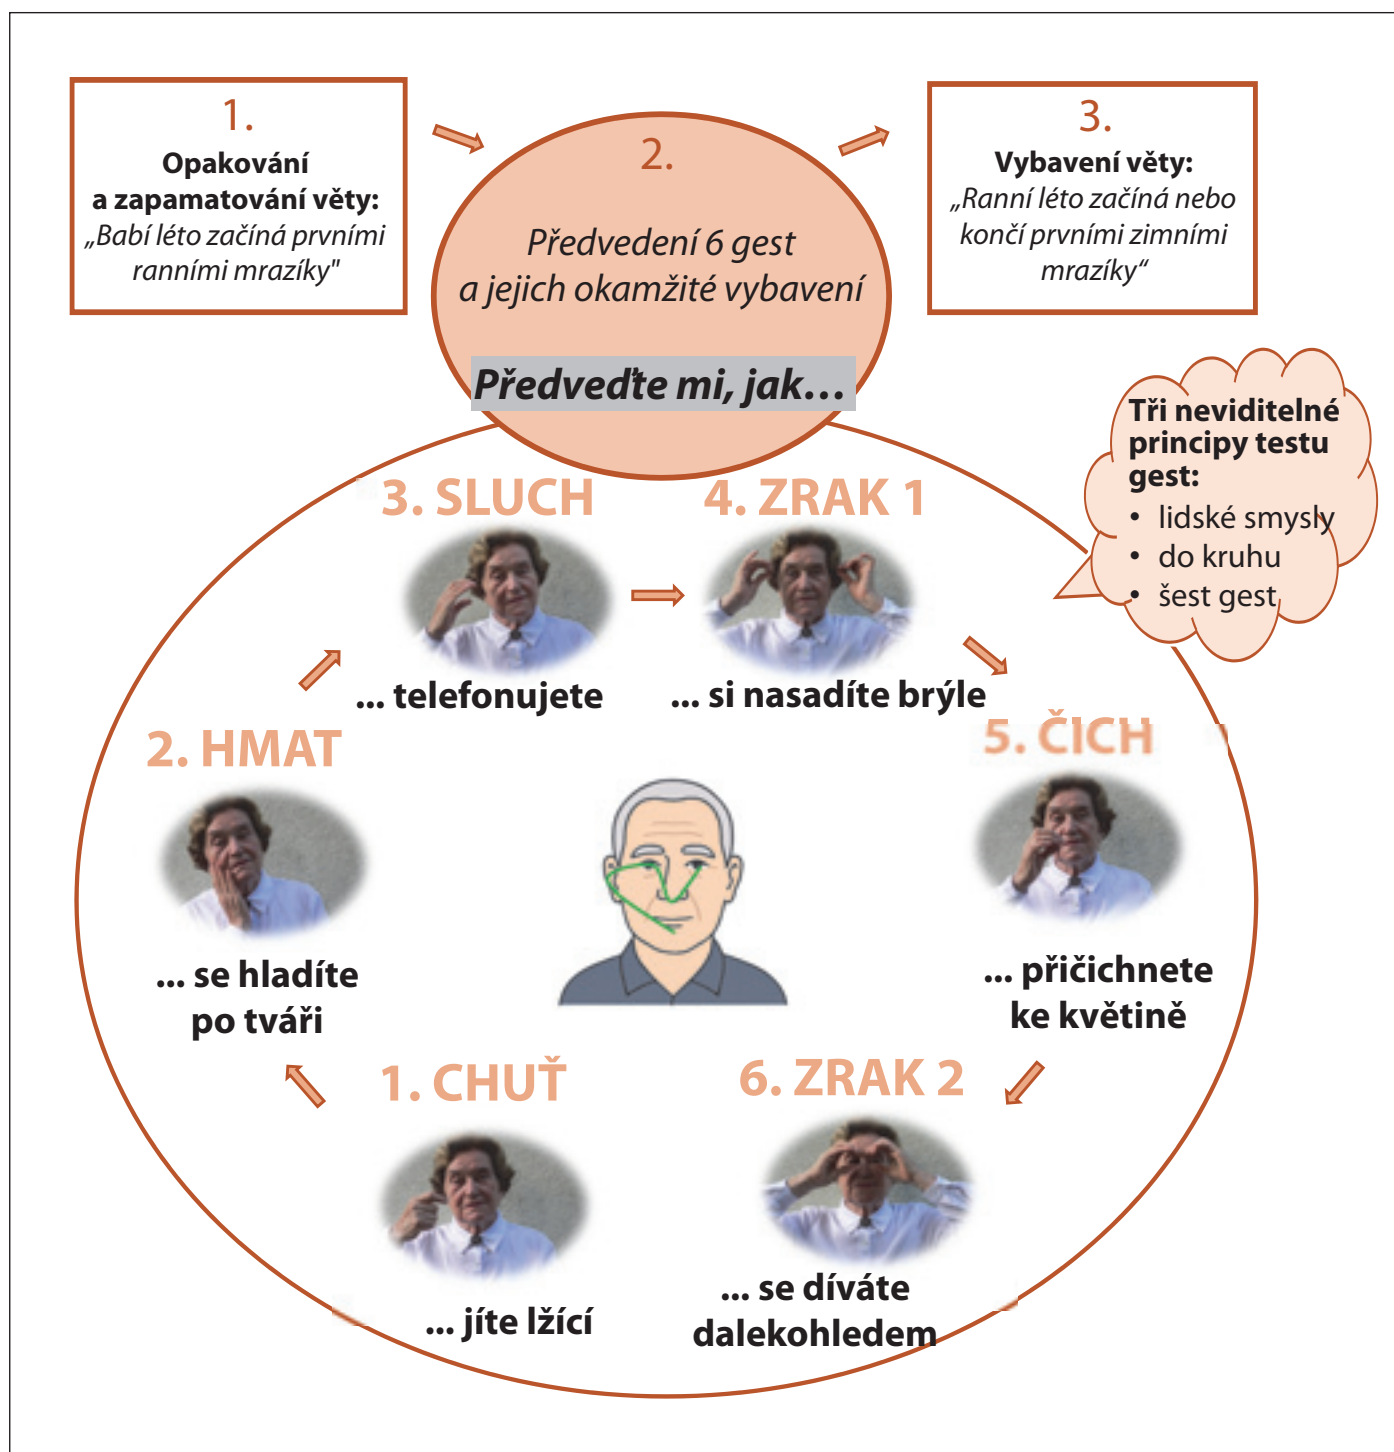 1.
Opakování
a zapamatování věty:
„Babí léto začíná prvními
ranními mrazíky"
2.
Předvedení 6 gest
a jejich okamžité vybavení
Předveďte mi, jak...
3.
Vybavení věty:
„Ranní léto začíná nebo
končí prvními zimními
mrazíky“
Tři neviditelné
principy testu
gest:
• lidské smysly
• do kruhu
• šest gest
3. SLUCH
... telefonujete
4. ZRAK 1
... si nasadíte brýle
2. HMAT
... se hladíte
po tváři
5. ČICH
... přičichnete
ke květině
1. CHUŤ
... jíte lžící
6. ZRAK 2
... se díváte
dalekohledem